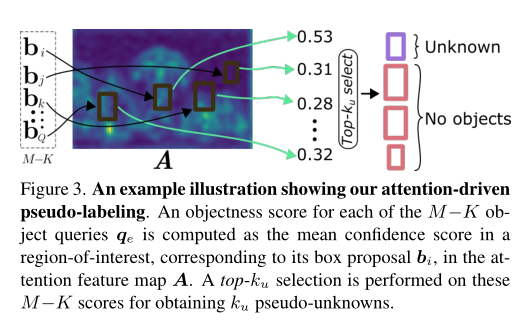 b_i
b_j
b_k
b_Q
M−K
A
0.53
0.31
0.28
0.32
Top-k_u select
Unknown
No objects
Figure 3. An example illustration showing our attention-driven
pseudo-labeling. An objectness score for each of the M−K ob-
ject queries q_e is computed as the mean confidence score in a
region-of-interest, corresponding to its box proposal b_i, in the at-
tention feature map A. A top-k_u selection is performed on these
M−K scores for obtaining k_u pseudo-unknowns.